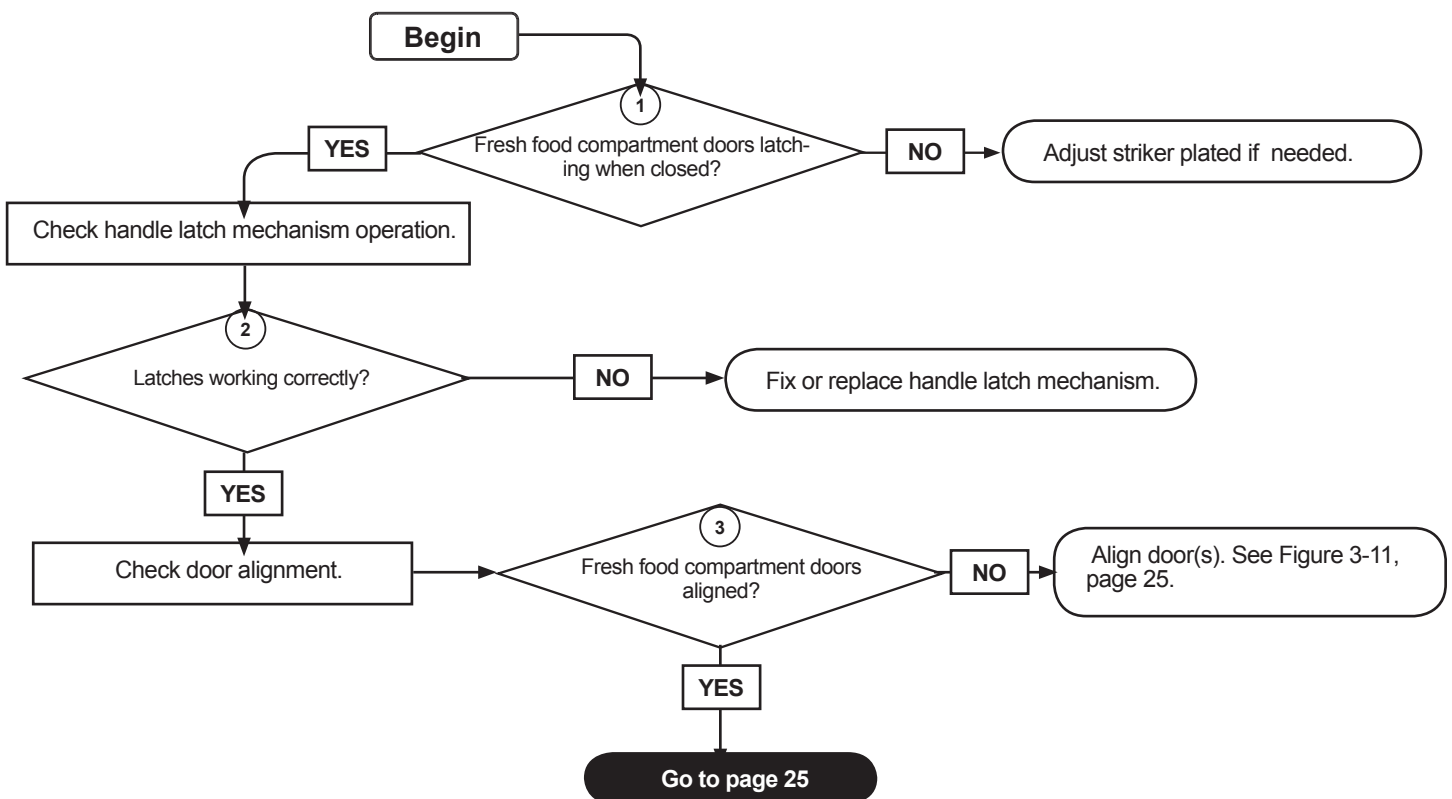 Begin
1
Fresh food compartment doors latch-
ing when closed?
YES
NO
Adjust striker plated if needed.
Check handle latch mechanism operation.
2
Latches working correctly?
NO
Fix or replace handle latch mechanism.
YES
Check door alignment.
3
Fresh food compartment doors
aligned?
NO
Align door(s). See Figure 3-11,
page 25.
YES
Go to page 25